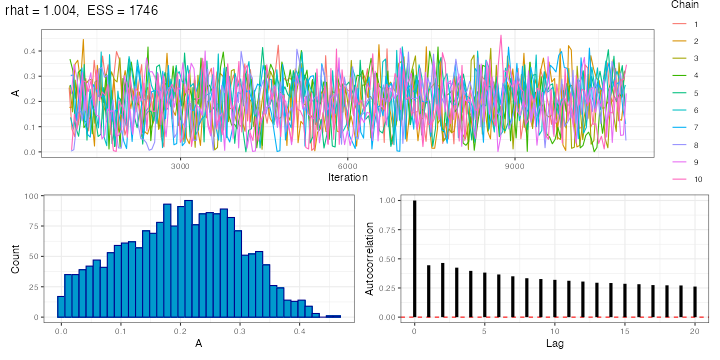 rhat = 1.004,  ESS = 1746
Chain
1
2
3
4
5
6
7
8
9
10
A
0.4
0.3
0.2
0.1
0.0
3000 6000 9000
Iteration
Count
100
75
50
25
0
0.0 0.1 0.2 0.3 0.4
A
Autocorrelation
1.00
0.75
0.50
0.25
0.00
0 5 10 15 20
Lag